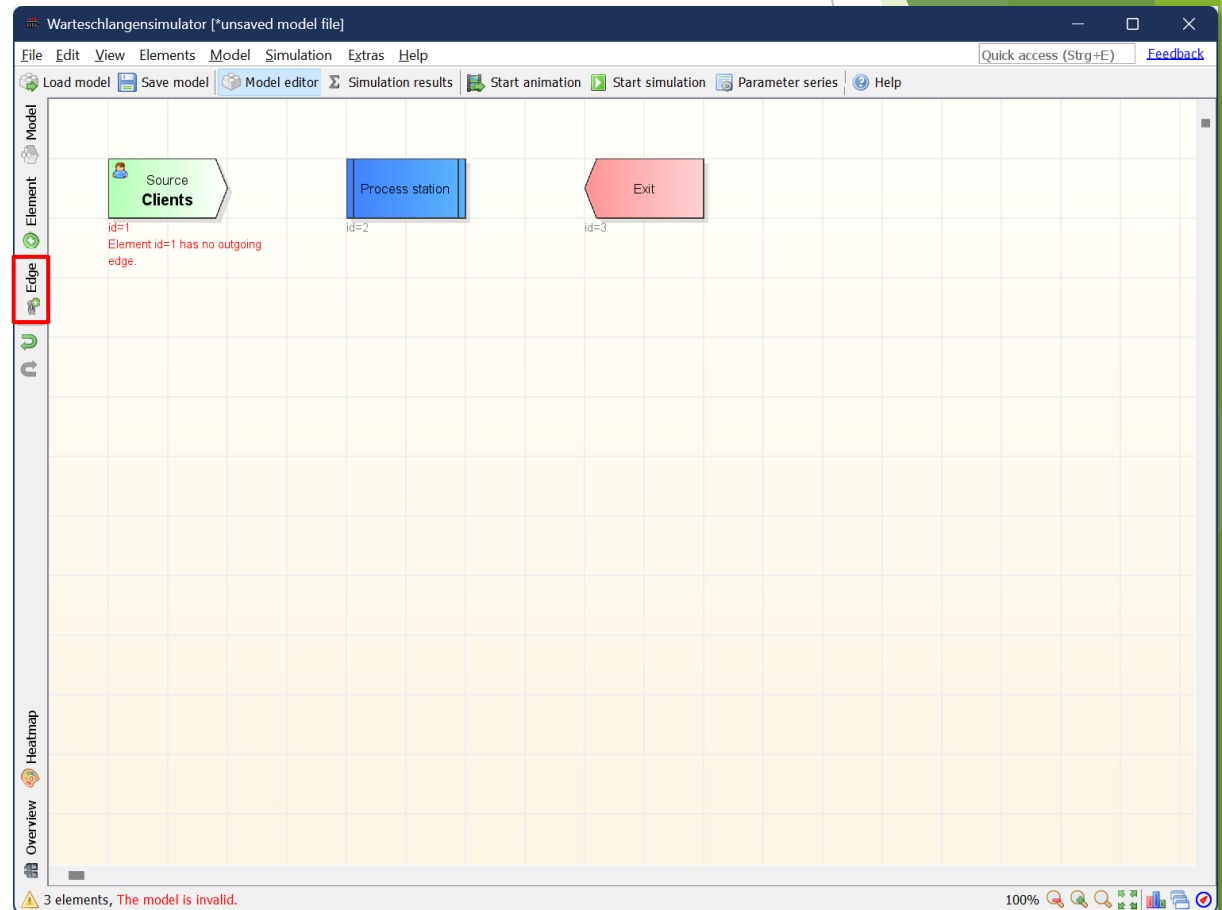 Warteschlangensimulator [*unsaved model file]
File Edit View Elements Model Simulation Extras Help Quick access (Strg+E) Feedback
Load model Save model Model editor Σ Simulation results Start animation Start simulation Parameter series Help
Model
Element
Edge
Source
Clients
id=1
Element id=1 has no outgoing
edge.
Process station
id=2
Exit
id=3
Heatmap
Overview
3 elements, The model is invalid. 100%